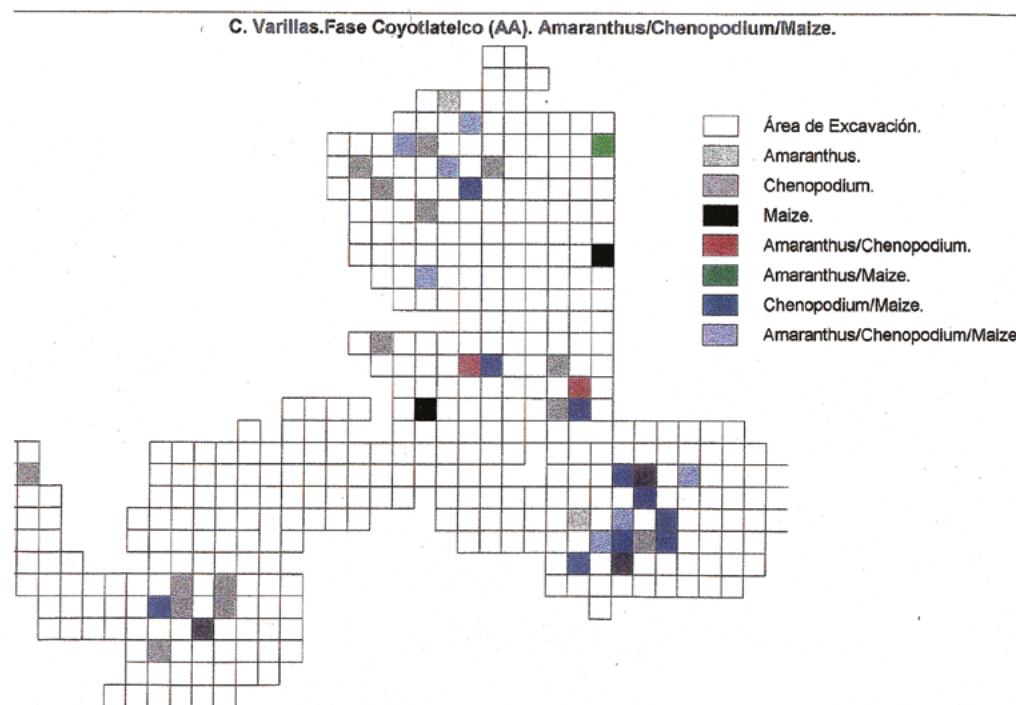 C. Varillas.Fase Coyotlatelco (AA). Amaranthus/Chenopodium/Maize.
Área de Excavación.
Amaranthus.
Chenopodium.
Maize.
Amaranthus/Chenopodium.
Amaranthus/Maize.
Chenopodium/Maize.
Amaranthus/Chenopodium/Maize